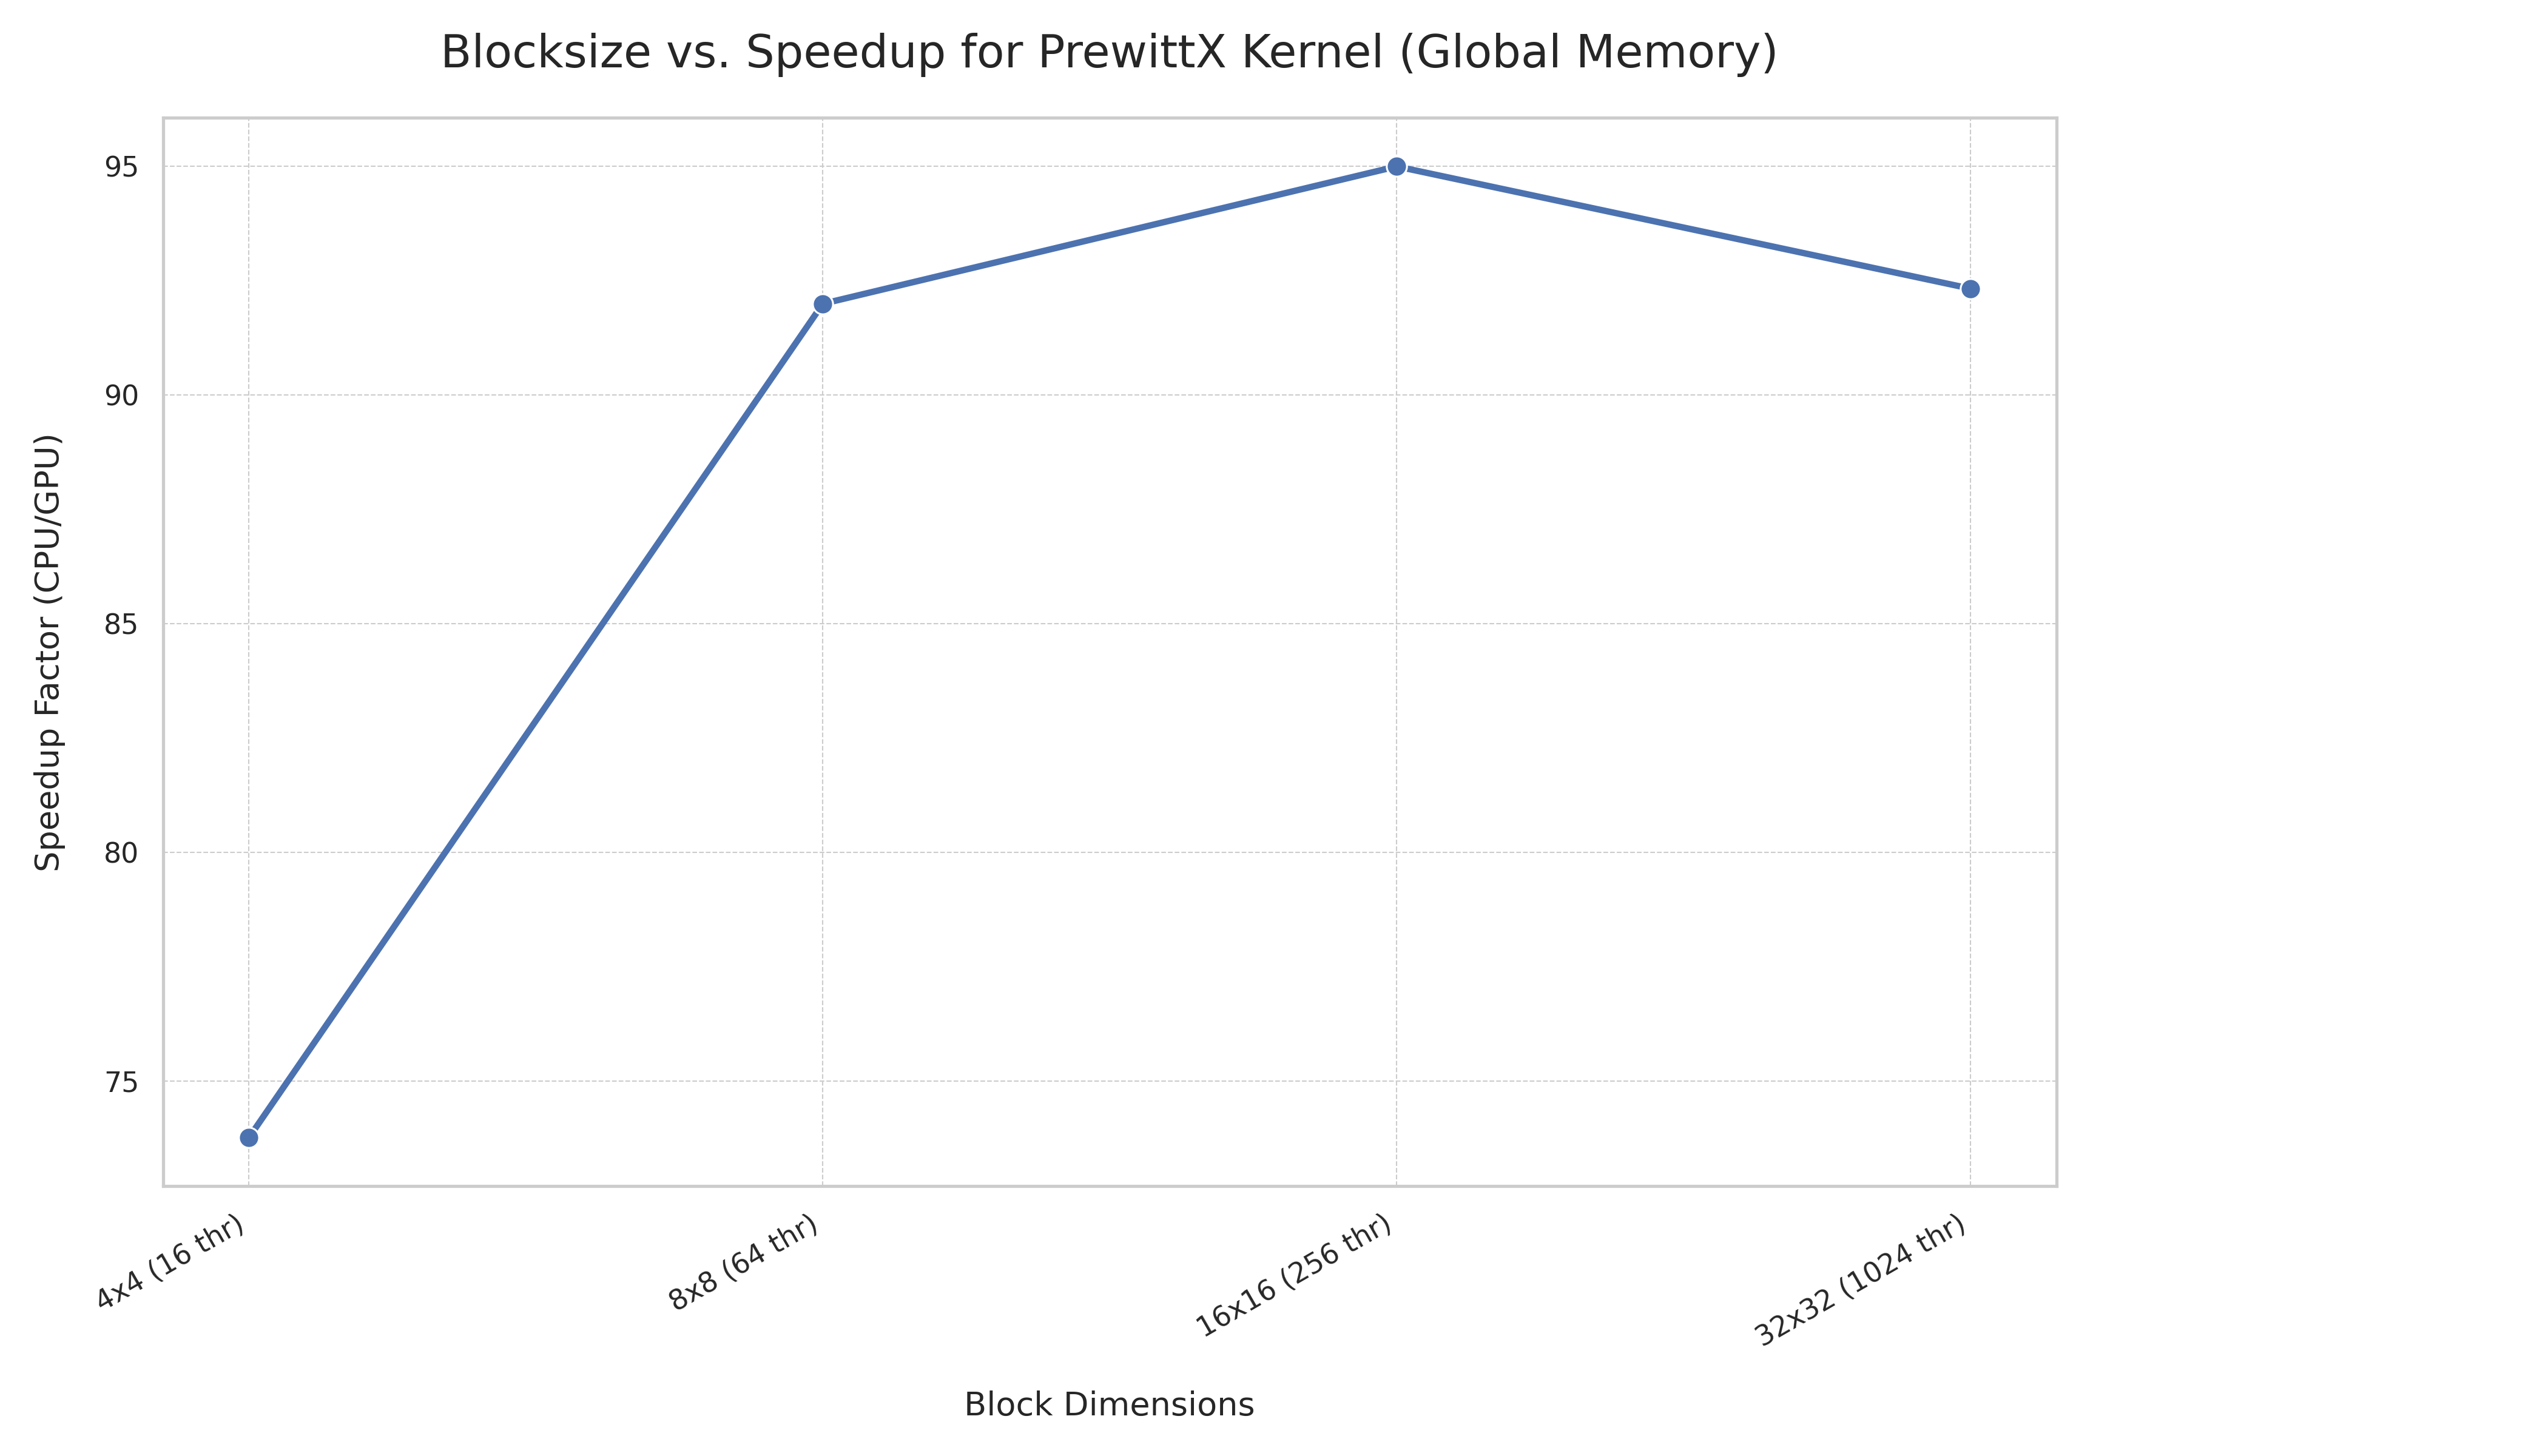 Blocksize vs. Speedup for PrewittX Kernel (Global Memory)
Speedup Factor (CPU/GPU)
95
90
85
80
75
4x4 (16 thr)
8x8 (64 thr)
16x16 (256 thr)
32x32 (1024 thr)
Block Dimensions